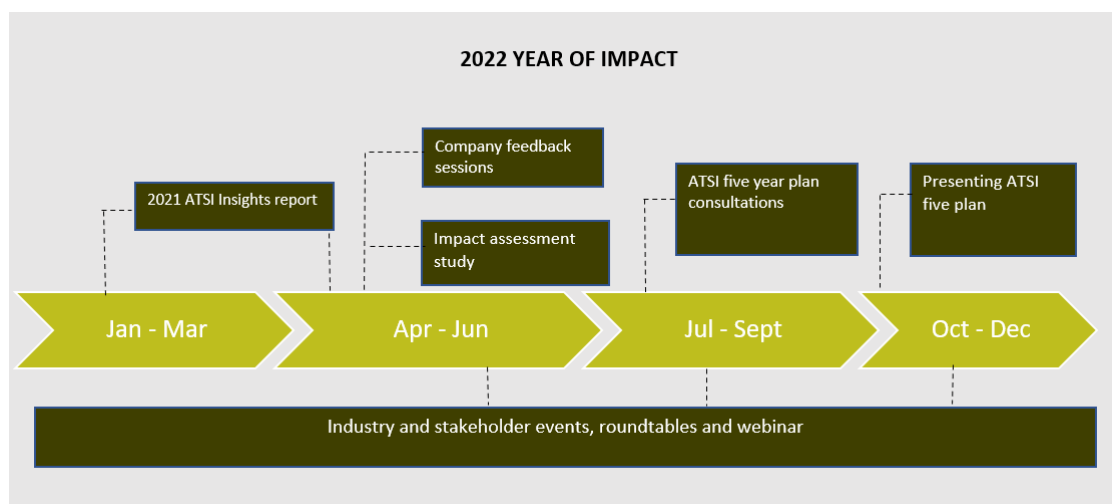 2022 YEAR OF IMPACT
Company feedback
sessions
2021 ATSI Insights report
Impact assessment
study
ATSI five year plan
consultations
Presenting ATSI
five plan
Jan - Mar
Apr - Jun
Jul - Sept
Oct - Dec
Industry and stakeholder events, roundtables and webinar